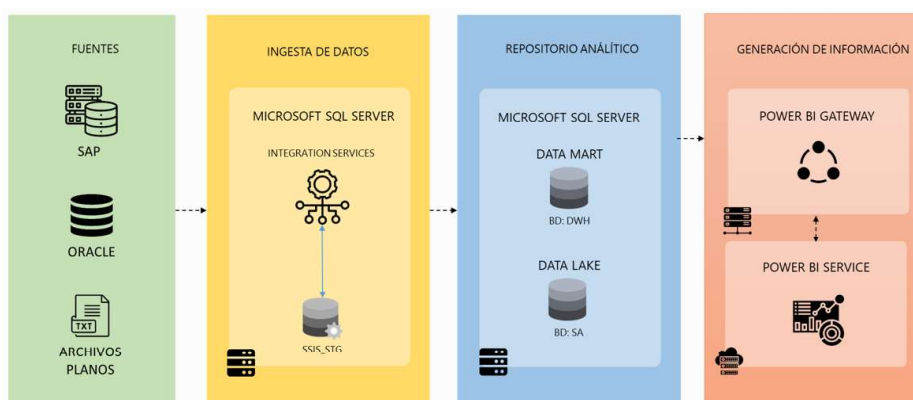 FUENTES
SAP
ORACLE
TXT
ARCHIVOS
PLANOS
INGESTA DE DATOS
MICROSOFT SQL SERVER
INTEGRATION SERVICES
SSIS_STG
REPOSITORIO ANÁLÍTICO
MICROSOFT SQL SERVER
DATA MART
BD: DWH
DATA LAKE
BD: SA
GENERACIÓN DE INFORMACIÓN
POWER BI GATEWAY
POWER BI SERVICE